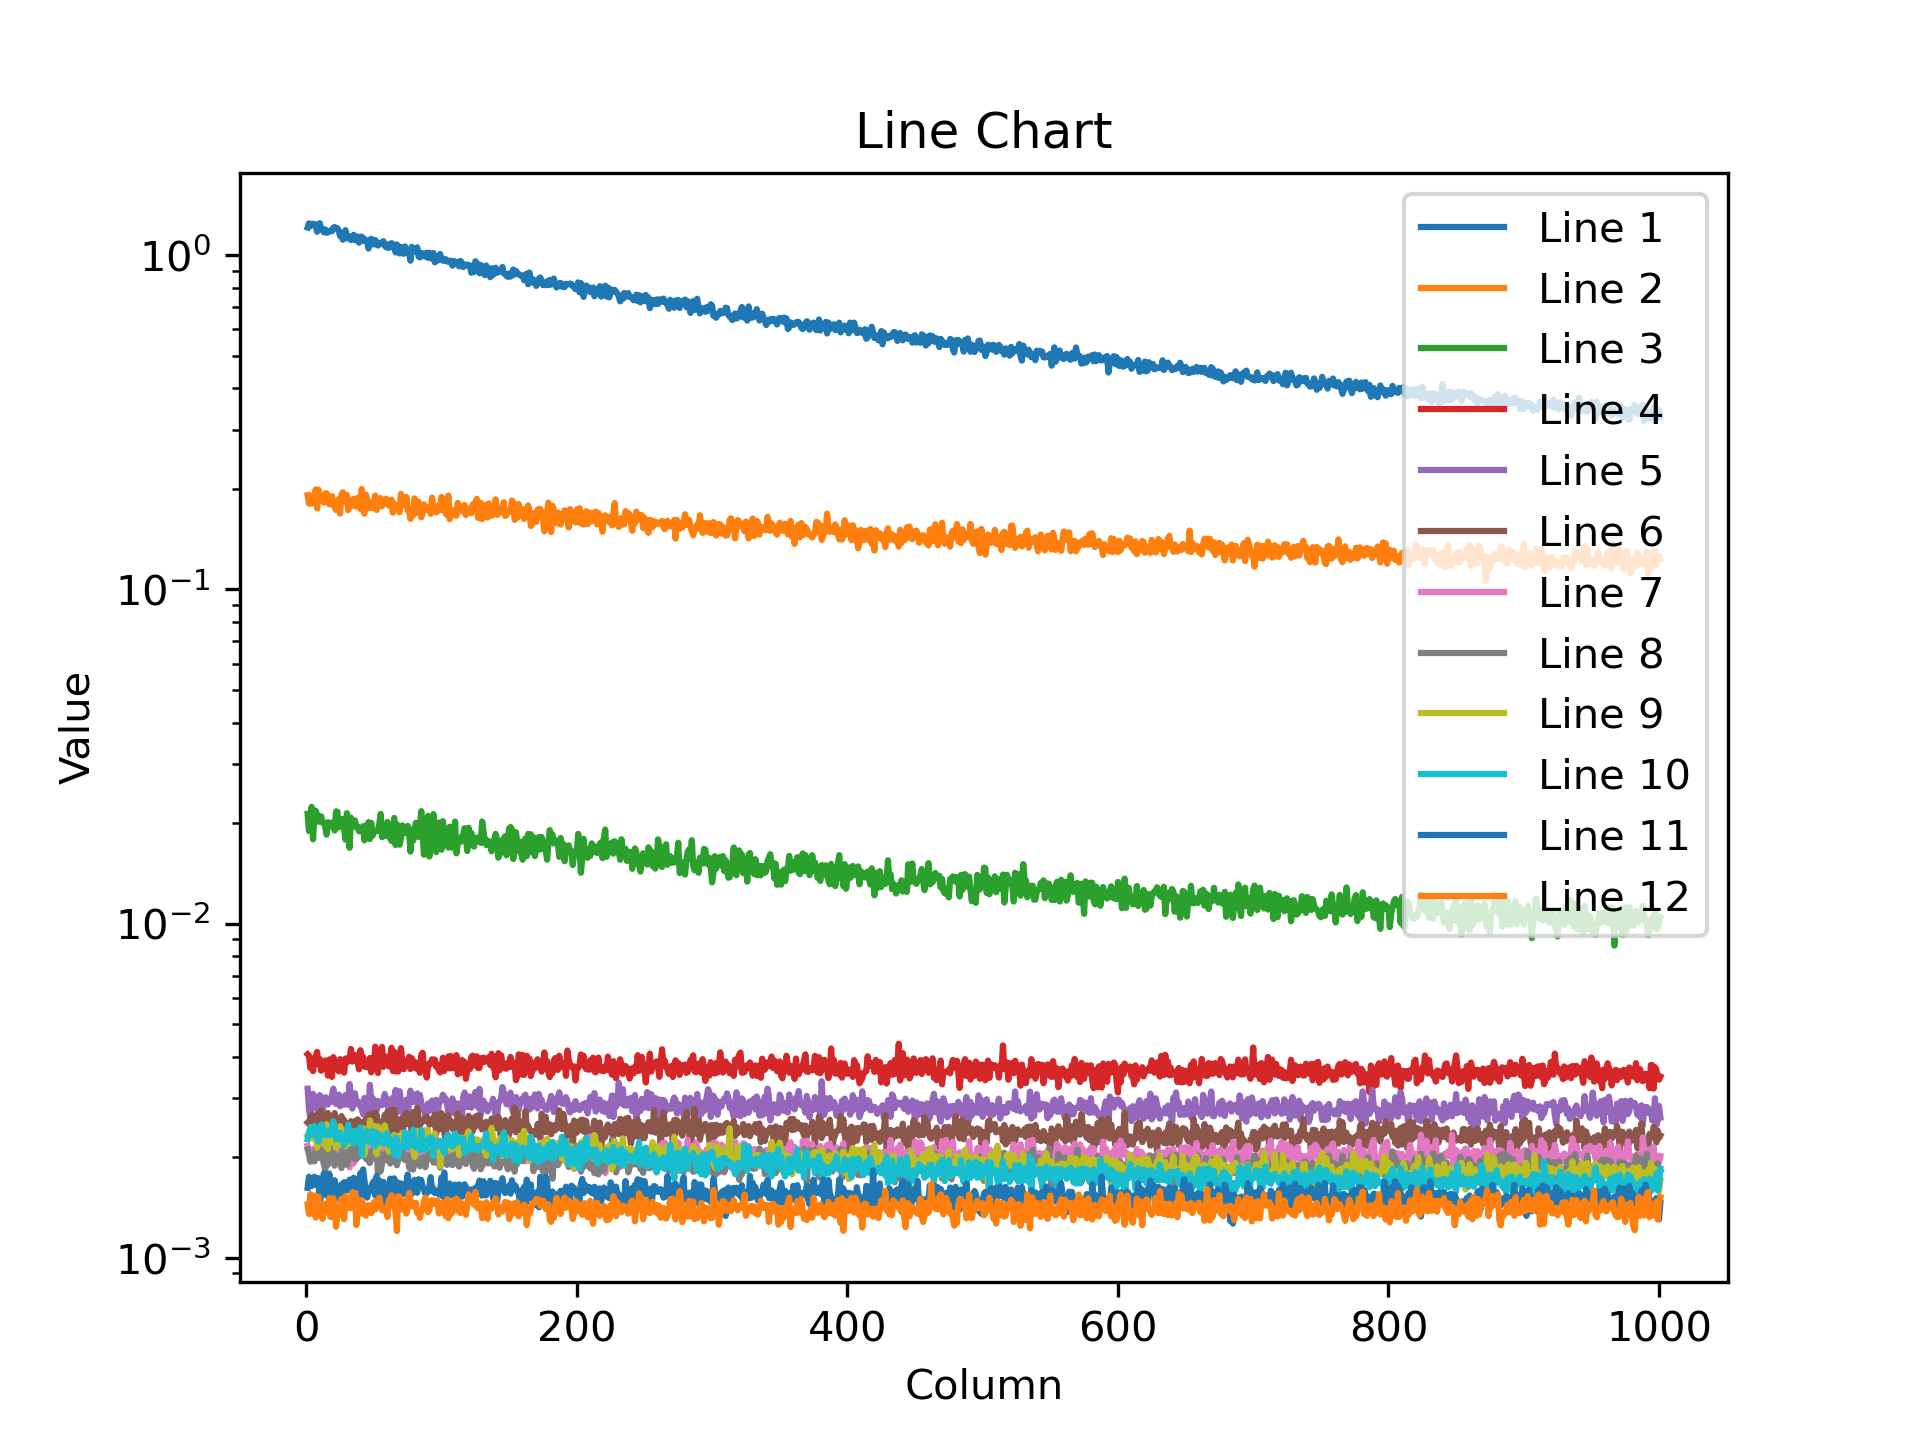 Line Chart
10⁰
10⁻¹
10⁻²
10⁻³
Value
0 200 400 600 800 1000
Column
Line 1
Line 2
Line 3
Line 4
Line 5
Line 6
Line 7
Line 8
Line 9
Line 10
Line 11
Line 12